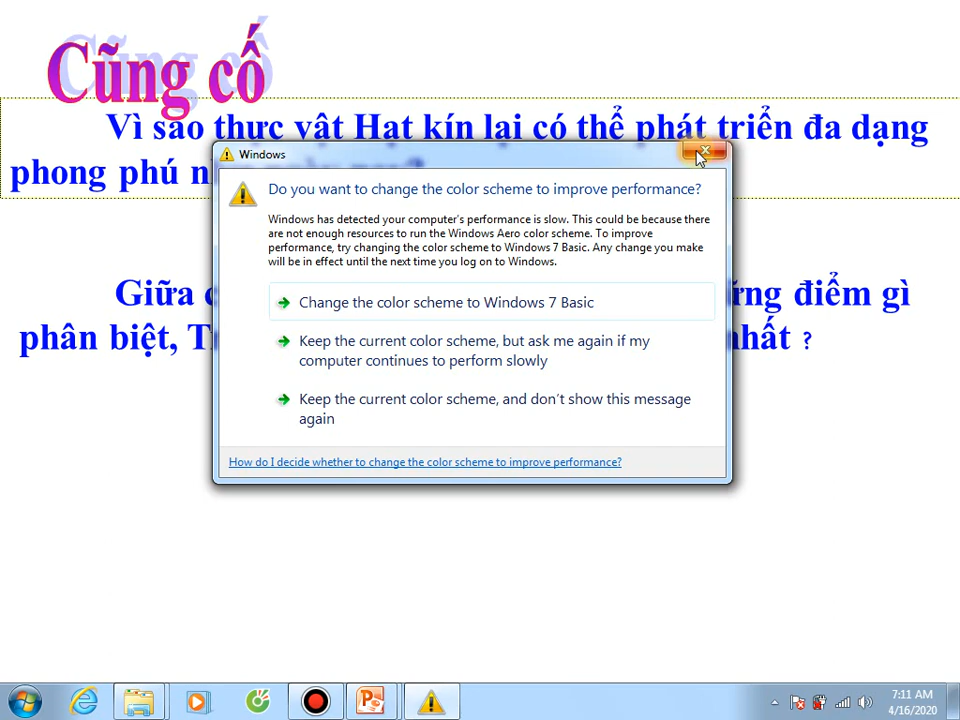 Cũng cố
Vì sao thực vật Hạt kín lại có thể phát triển đa dạng
phong phú
Windows
Do you want to change the color scheme to improve performance?
Windows has detected your computer's performance is slow. This could be because there
are not enough resources to run the Windows Aero color scheme. To improve
performance, try changing the color scheme to Windows 7 Basic. Any change you make
will be in effect until the next time you log on to Windows.
Change the color scheme to Windows 7 Basic
Giữa
điểm gì
Keep the current color scheme, but ask me again if my
computer continues to perform slowly
phân biệt,
nhất ?
Keep the current color scheme, and don't show this message
again
How do I decide whether to change the color scheme to improve performance?
7:11 AM
4/16/2020